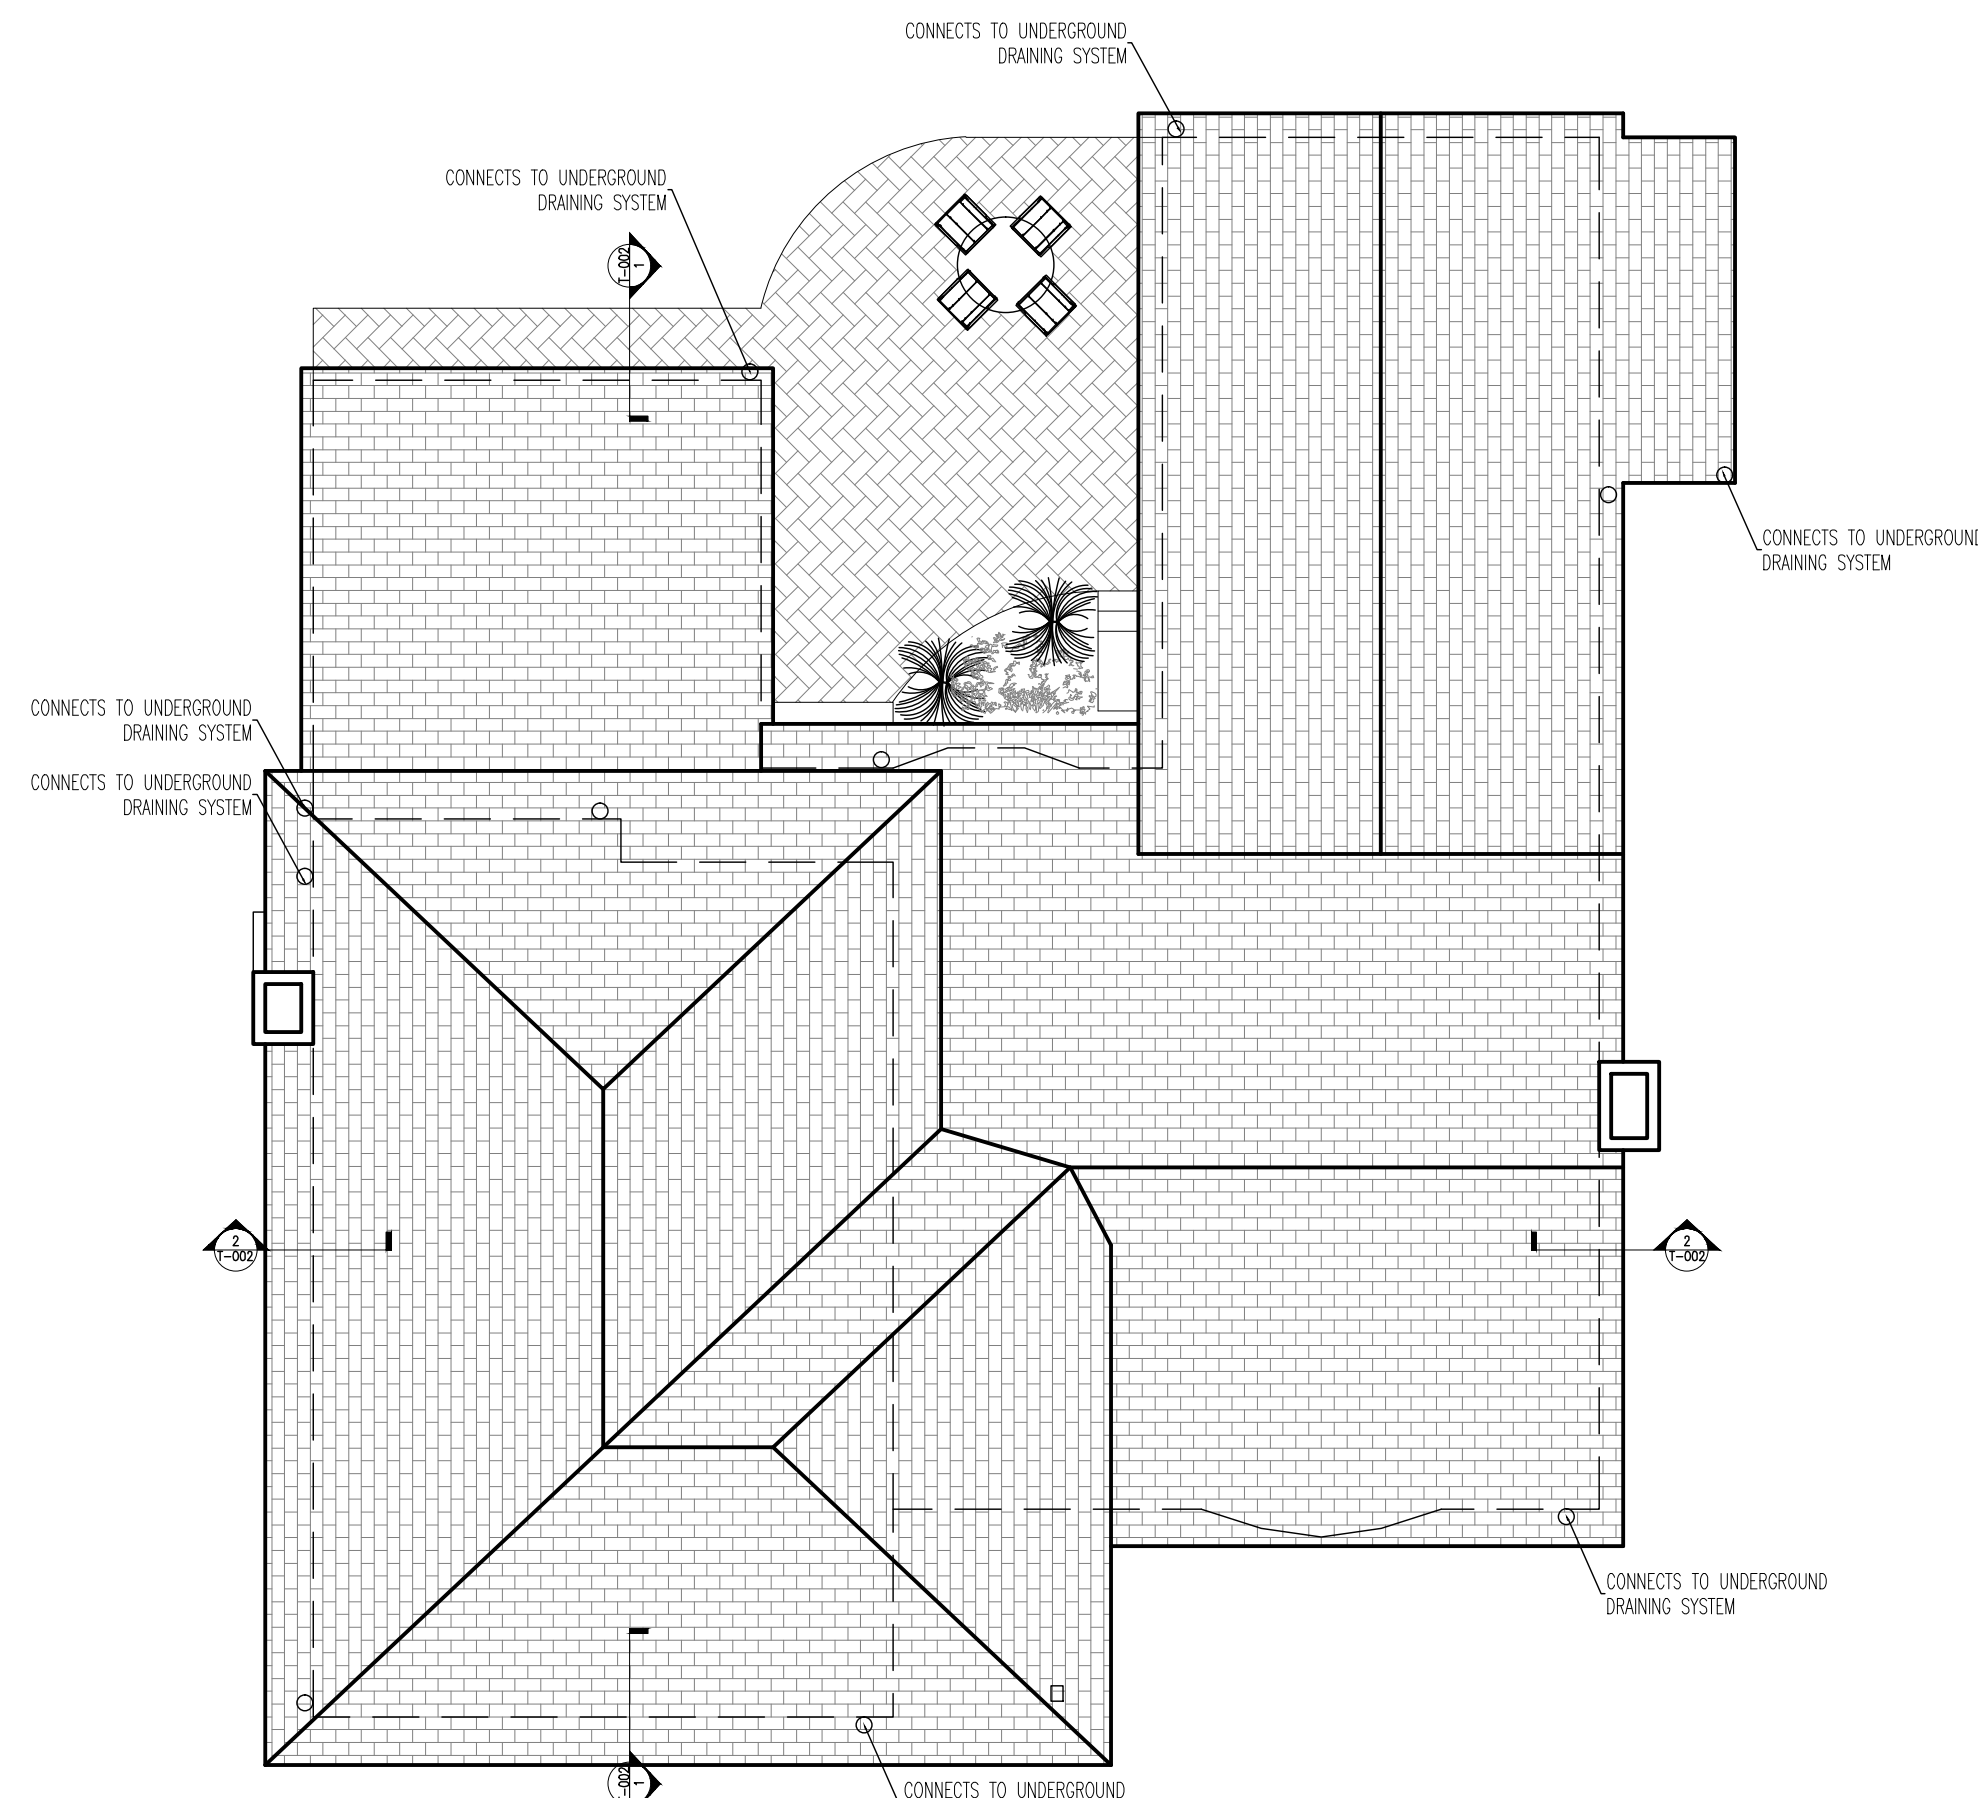 CONNECTS TO UNDERGROUND
DRAINING SYSTEM
CONNECTS TO UNDERGROUND
DRAINING SYSTEM
T-002
1
CONNECTS TO UNDERGROUND
DRAINING SYSTEM
CONNECTS TO UNDERGROUND
DRAINING SYSTEM
CONNECTS TO UNDERGROUND
DRAINING SYSTEM
2
T-002
2
T-002
CONNECTS TO UNDERGROUND
DRAINING SYSTEM
-002
1
CONNECTS TO UNDERGROUND